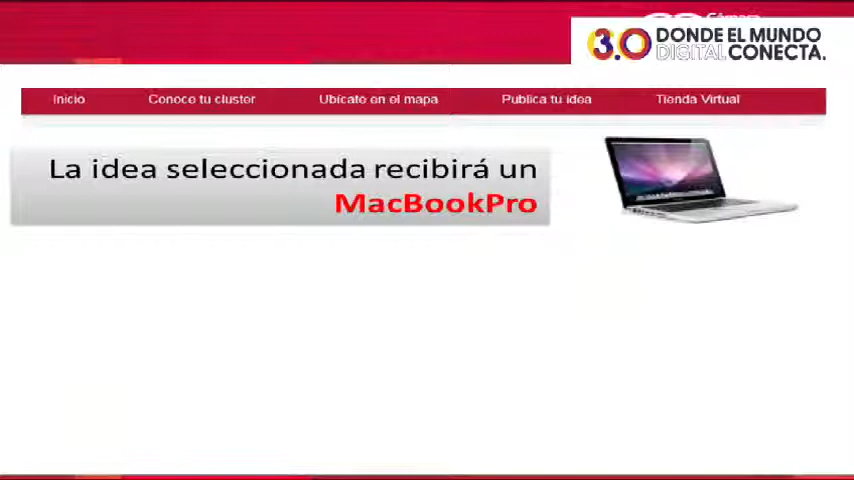 Cámara
3.0 DONDE EL MUNDO
DIGITAL CONECTA.
Inicio Conoce tu cluster Ubícate en el mapa Publica tu idea Tienda Virtual
La idea seleccionada recibirá un
MacBookPro